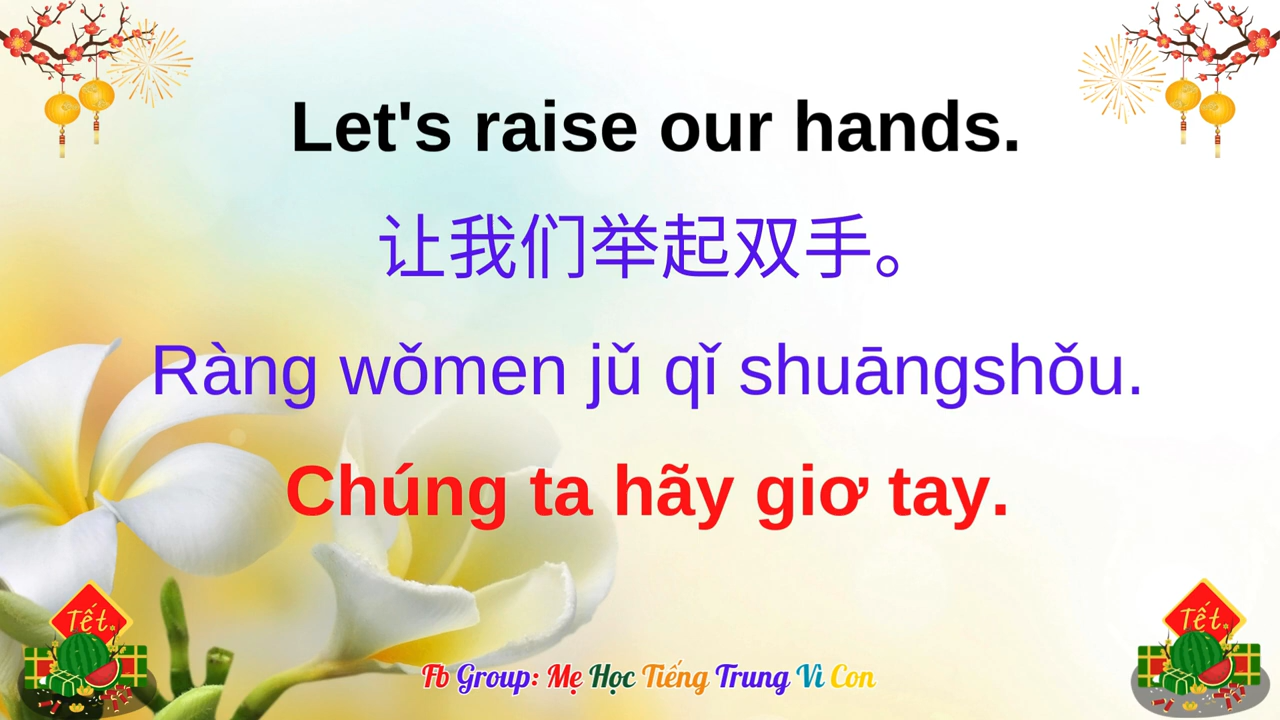 Let's raise our hands.
让我们举起双手。
Ràng wǒmen jǔ qǐ shuāngshǒu.
Chúng ta hãy giơ tay.
Tết
Tết
Fb Group: Mẹ Học Tiếng Trung Vì Con